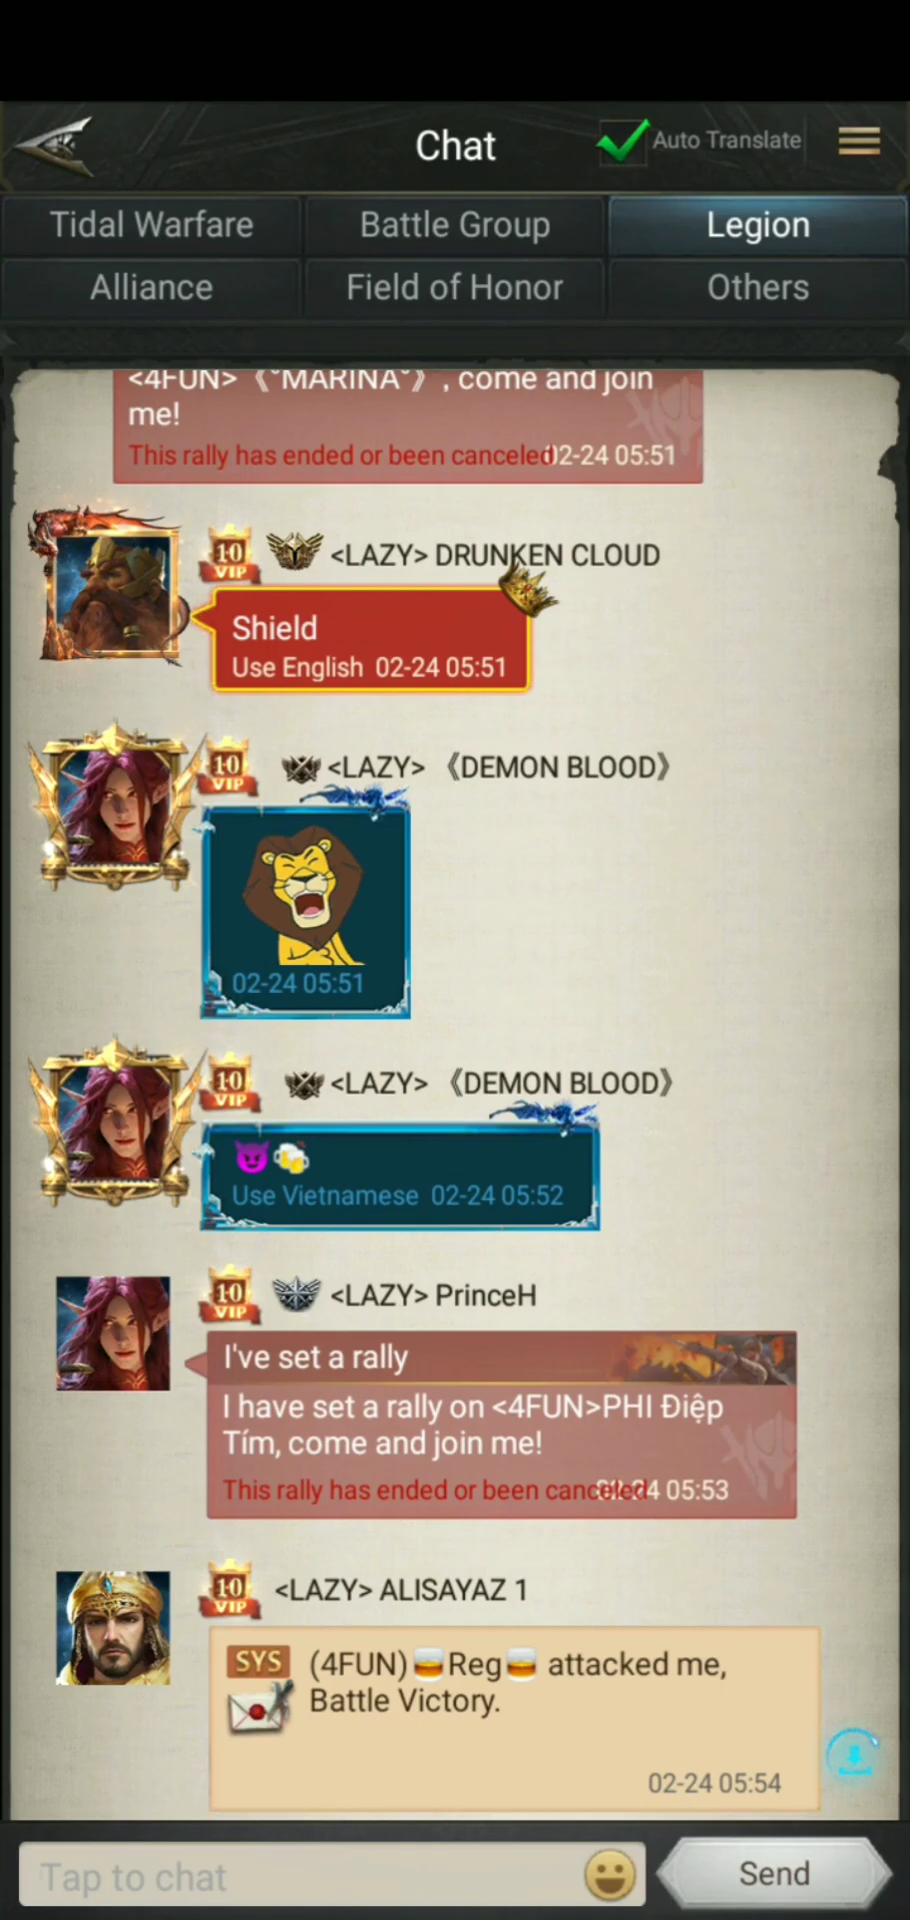 Chat
Auto Translate
Tidal Warfare
Battle Group
Legion
Alliance
Field of Honor
Others
<4FUN> 《°MARINA°》, come and join
me!
This rally has ended or been canceled 02-24 05:51
10
VIP
<LAZY> DRUNKEN CLOUD
Shield
Use English 02-24 05:51
10
VIP
<LAZY> 《DEMON BLOOD》
02-24 05:51
10
VIP
<LAZY> 《DEMON BLOOD》
😈🍻
Use Vietnamese 02-24 05:52
10
VIP
<LAZY> PrinceH
I've set a rally
I have set a rally on <4FUN>PHI Điệp
Tím, come and join me!
This rally has ended or been canceled 02-24 05:53
10
VIP
<LAZY> ALISAYAZ 1
SYS
(4FUN)🥃Reg🥃 attacked me,
Battle Victory.
02-24 05:54
Tap to chat
Send